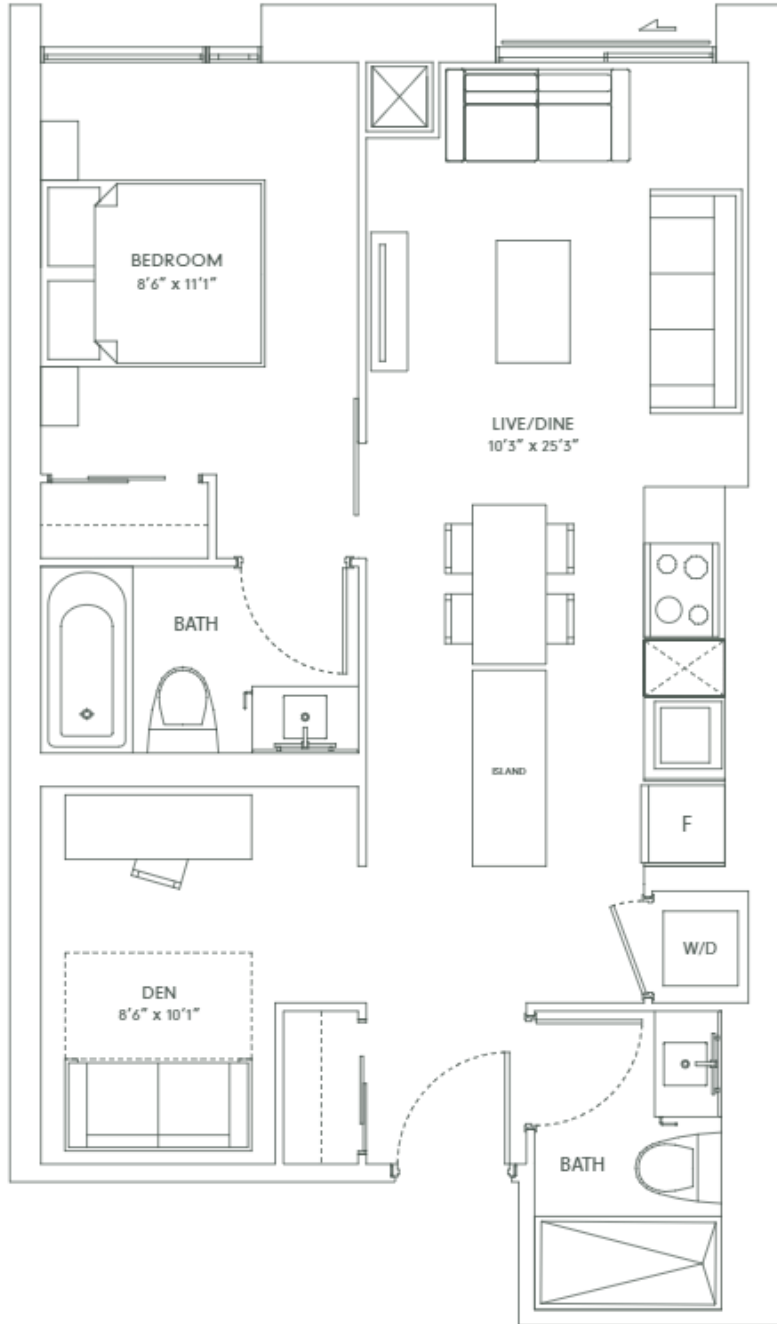 BEDROOM
8'6" x 11'1"
LIVE/DINE
10'3" x 25'3"
BATH
ISLAND
F
W/D
DEN
8'6" x 10'1"
BATH